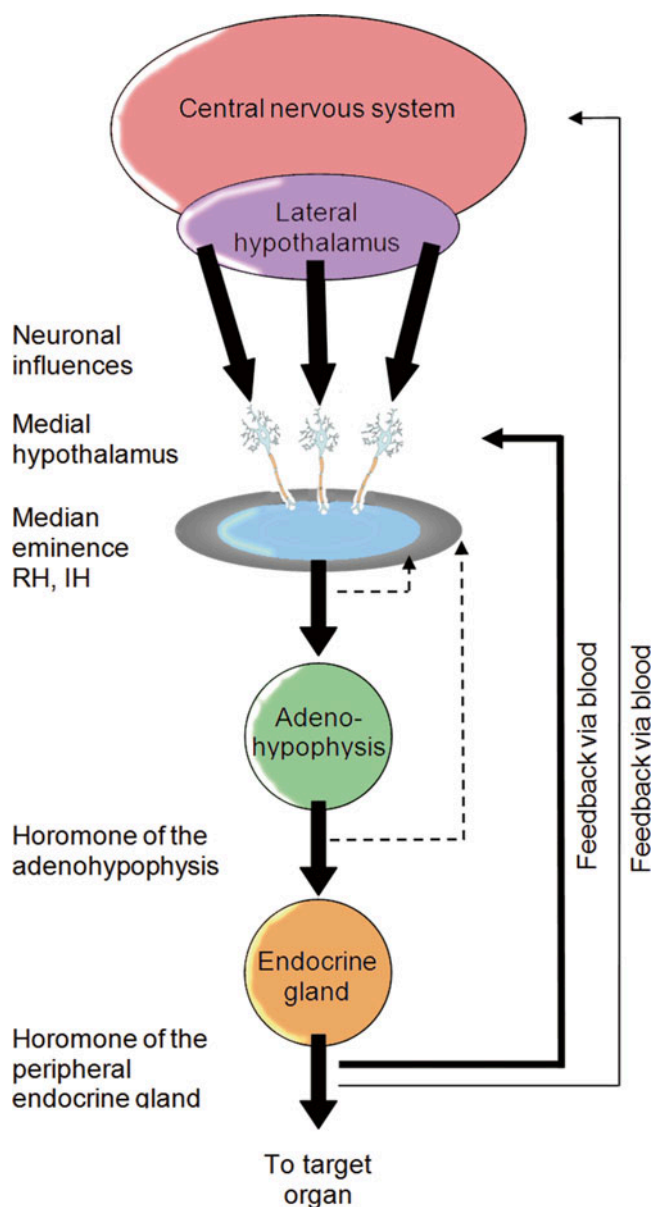 Central nervous system
Lateral
hypothalamus
Neuronal
influences
Medial
hypothalamus
Median
eminence
RH, IH
Adeno-
hypophysis
Horomone of the
adenohypophysis
Endocrine
gland
Horomone of the
peripheral
endocrine gland
To target
organ
Feedback via blood
Feedback via blood